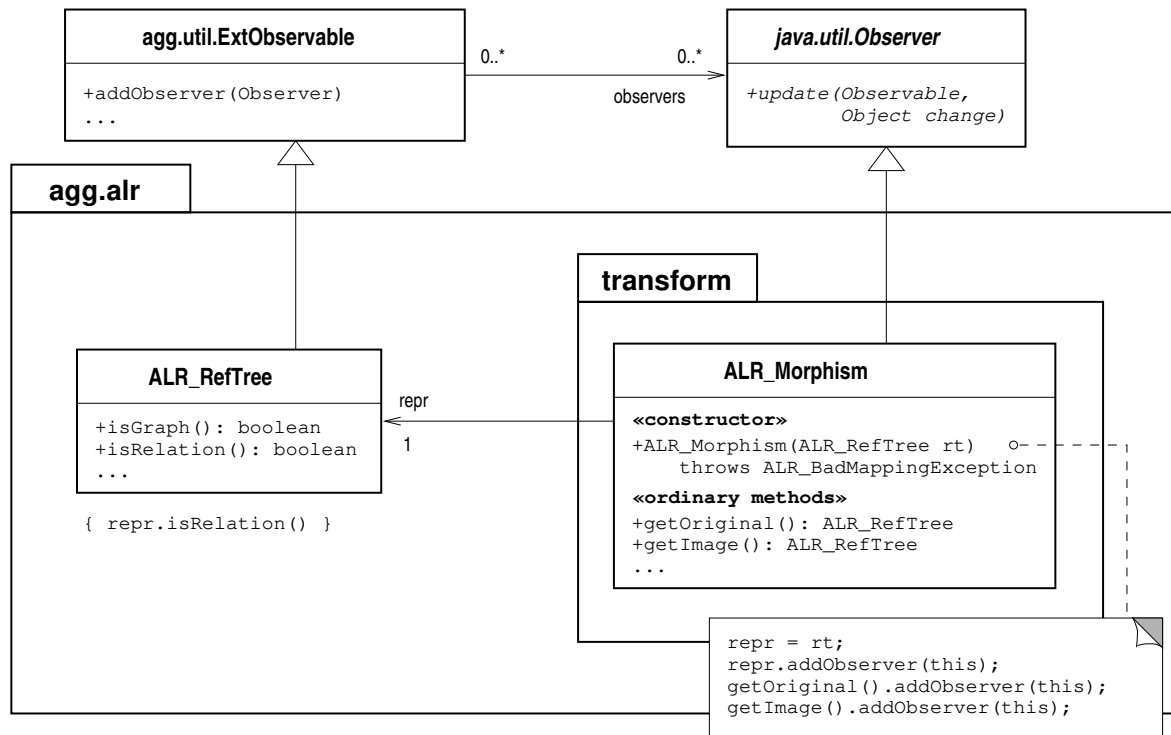 agg.util.ExtObservable
+addObserver(Observer)
...
0..*
0..*
observers
java.util.Observer
+update(Observable,
Object change)
agg.alr
transform
ALR_RefTree
+isGraph(): boolean
+isRelation(): boolean
...
{ repr.isRelation() }
repr
1
ALR_Morphism
«constructor»
+ALR_Morphism(ALR_RefTree rt)
throws ALR_BadMappingException
«ordinary methods»
+getOriginal(): ALR_RefTree
+getImage(): ALR_RefTree
...
repr = rt;
repr.addObserver(this);
getOriginal().addObserver(this);
getImage().addObserver(this);